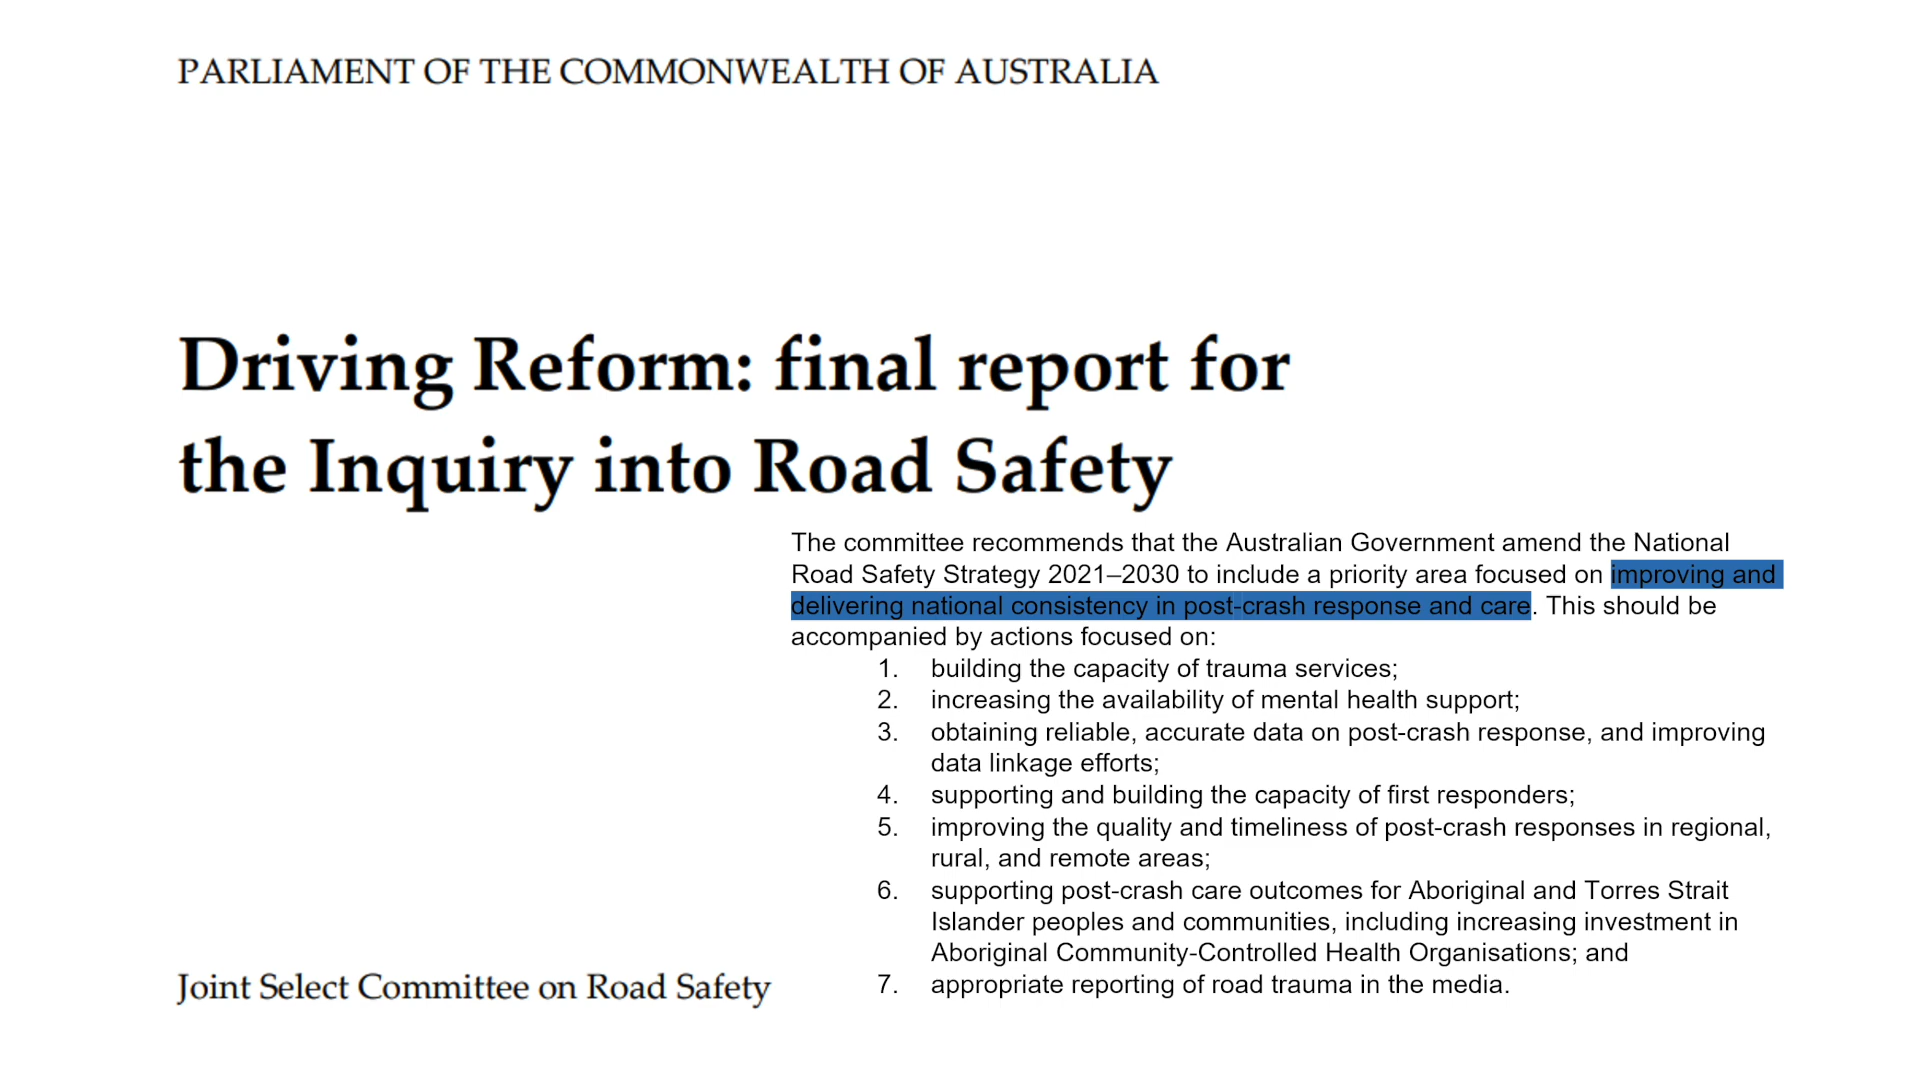 PARLIAMENT OF THE COMMONWEALTH OF AUSTRALIA
Driving Reform: final report for
the Inquiry into Road Safety
The committee recommends that the Australian Government amend the National
Road Safety Strategy 2021–2030 to include a priority area focused on improving and
delivering national consistency in post-crash response and care. This should be
accompanied by actions focused on:
1. building the capacity of trauma services;
2. increasing the availability of mental health support;
3. obtaining reliable, accurate data on post-crash response, and improving
data linkage efforts;
4. supporting and building the capacity of first responders;
5. improving the quality and timeliness of post-crash responses in regional,
rural, and remote areas;
6. supporting post-crash care outcomes for Aboriginal and Torres Strait
Islander peoples and communities, including increasing investment in
Aboriginal Community-Controlled Health Organisations; and
7. appropriate reporting of road trauma in the media.
Joint Select Committee on Road Safety